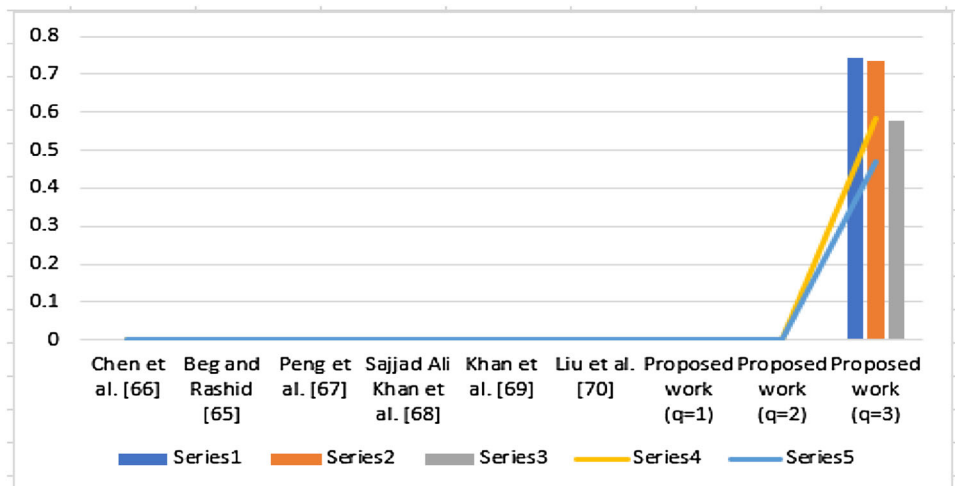 0.8
0.7
0.6
0.5
0.4
0.3
0.2
0.1
0
Chen et
al. [66]
Beg and
Rashid
[65]
Peng et
al. [67]
Sajjad Ali
Khan et
al. [68]
Khan et
al. [69]
Liu et al.
[70]
Proposed
work
(q=1)
Proposed
work
(q=2)
Proposed
work
(q=3)
Series1
Series2
Series3
Series4
Series5